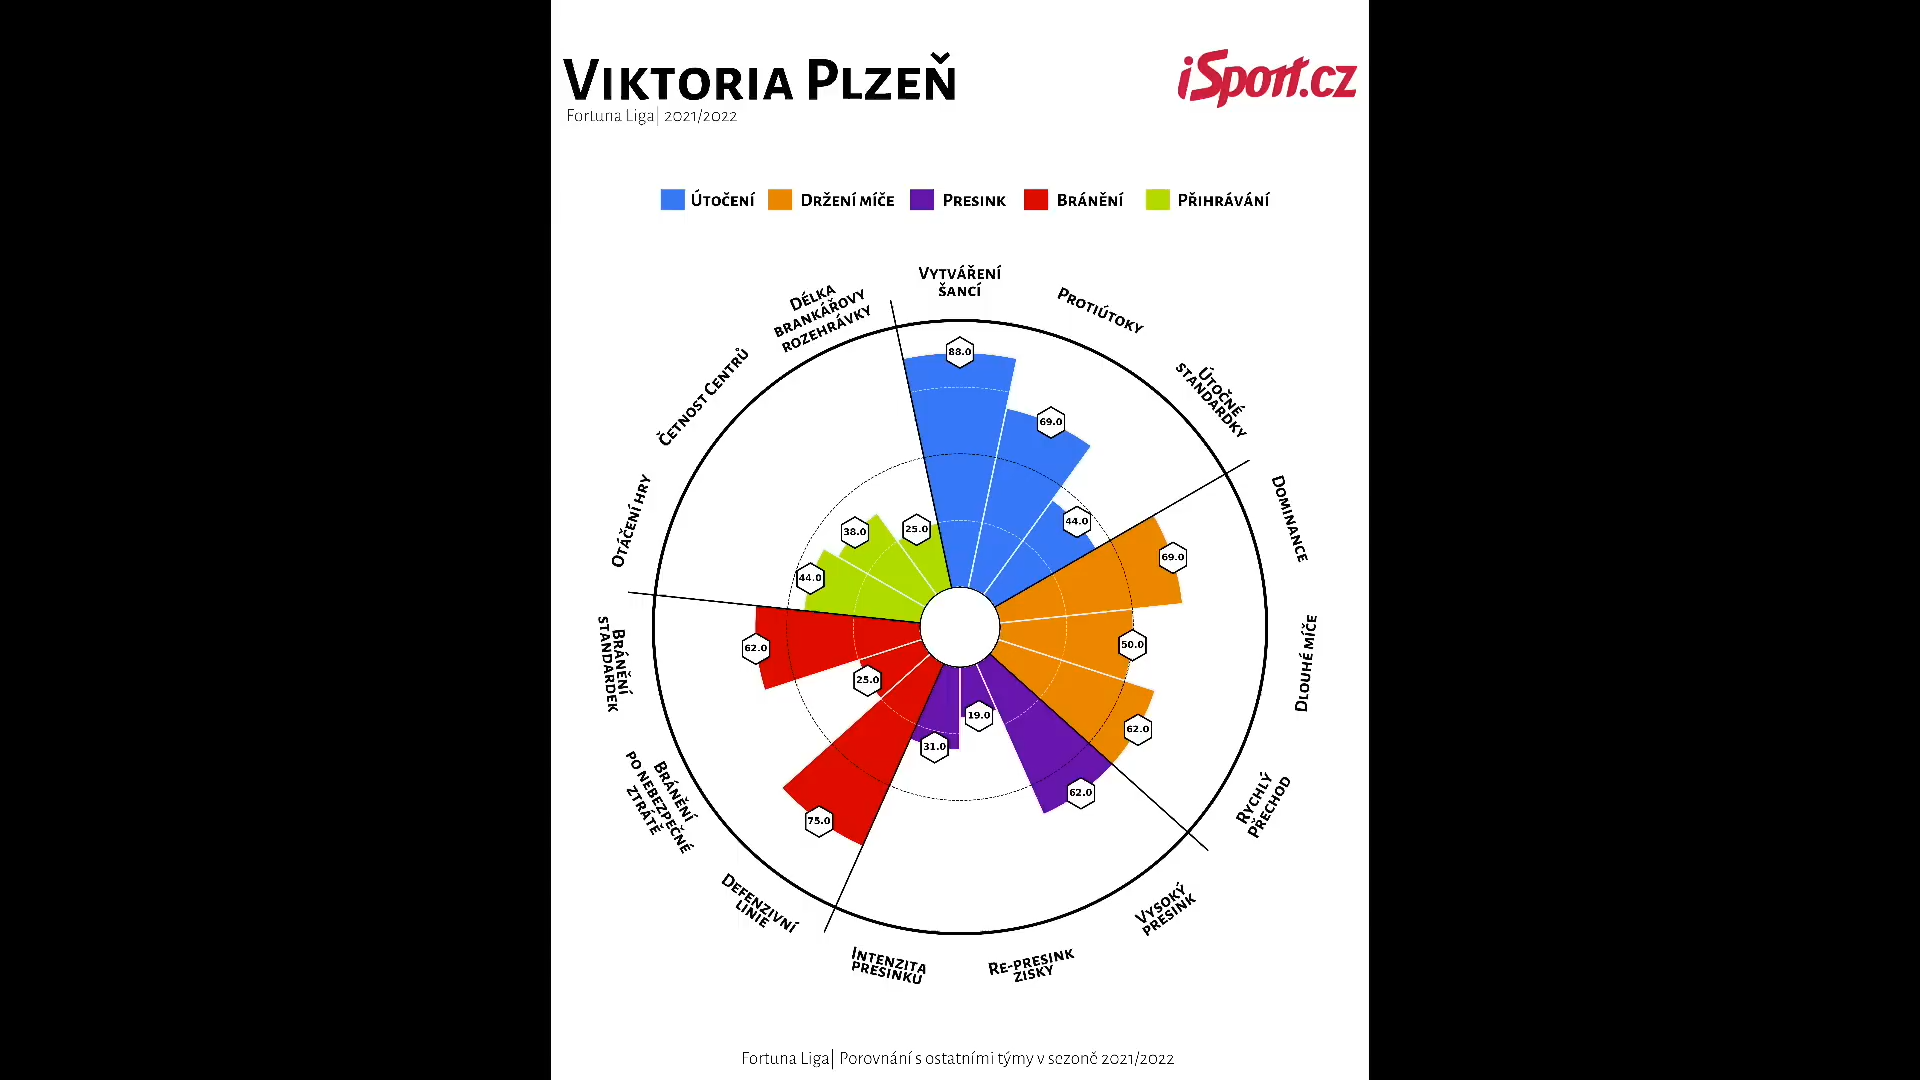 Viktoria Plzeň
iSport.cz
Fortuna Liga| 2021/2022
Útočení
Držení míče
Presink
Bránění
Přihrávání
Vytváření
šancí
Protiútoky
Útočné
standardky
Dominance
Dlouhé míče
Rychlý
přechod
Vysoký
presink
Re-presink
zisky
Intenzita
presinku
Defenzivní
linie
Bránění
po nebezpečné
ztrátě
Bránění
standardek
Otáčení hry
Četnost Centrů
Délka
brankářovy
rozehrávky
88.0
69.0
44.0
69.0
50.0
62.0
62.0
19.0
31.0
75.0
25.0
62.0
44.0
38.0
25.0
Fortuna Liga| Porovnání s ostatními týmy v sezoně 2021/2022